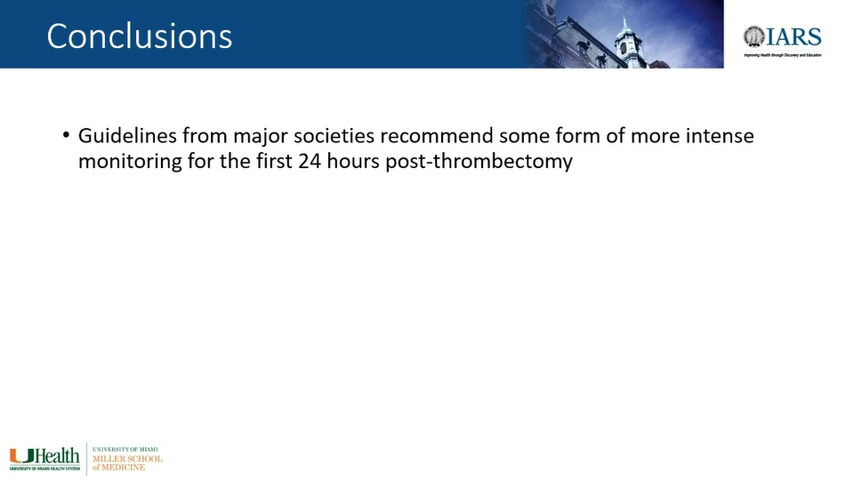 Conclusions
IARS
Improving Health through Discovery and Education
• Guidelines from major societies recommend some form of more intense
monitoring for the first 24 hours post-thrombectomy
UHealth
UNIVERSITY OF MIAMI HEALTH SYSTEM
UNIVERSITY OF MIAMI
MILLER SCHOOL
of MEDICINE